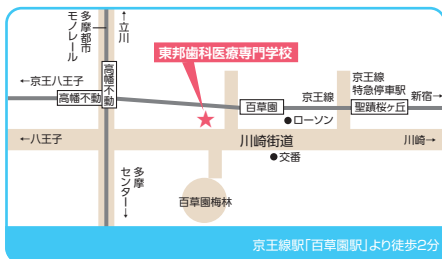 多摩都市
モノレール
←立川
東邦歯科医療専門学校
←京王八王子
高幡不動
高幡不動
京王線
京王線
特急停車駅
新宿→
百草園
聖蹟桜ヶ丘
●ローソン
←八王子
川崎街道
川崎→
●交番
多摩
センター→
百草園梅林
京王線駅「百草園駅」より徒歩2分